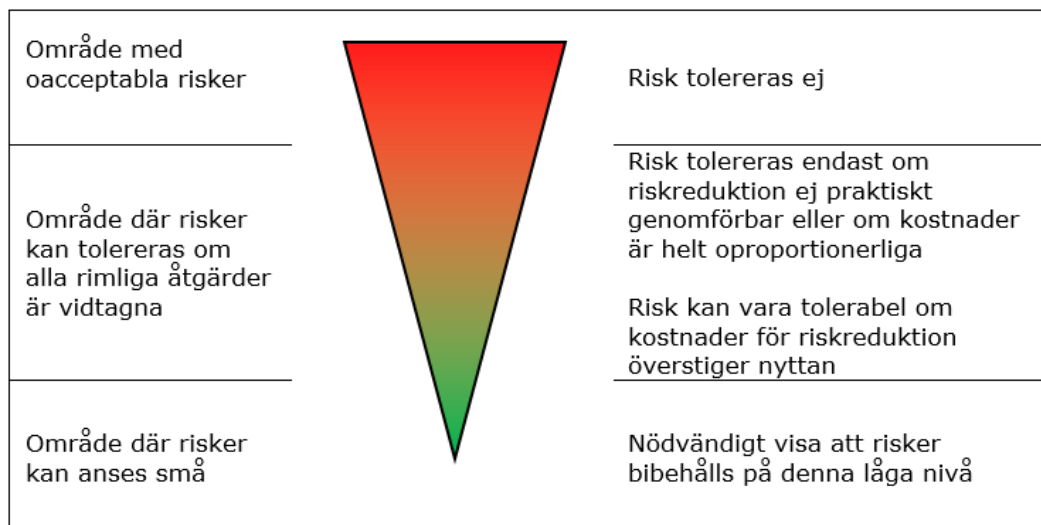 Område med
oacceptabla risker
Risk tolereras ej
Område där risker
kan tolereras om
alla rimliga åtgärder
är vidtagna
Risk tolereras endast om
riskreduktion ej praktiskt
genomförbar eller om kostnader
är helt oproportionerliga
Risk kan vara tolerabel om
kostnader för riskreduktion
överstiger nyttan
Område där risker
kan anses små
Nödvändigt visa att risker
bibehålls på denna låga nivå